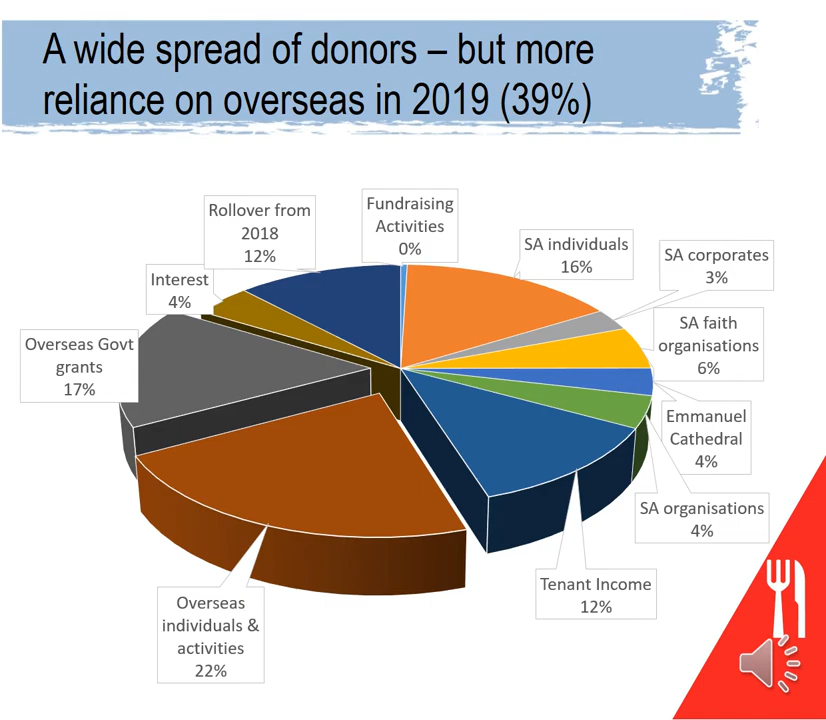 A wide spread of donors – but more
reliance on overseas in 2019 (39%)
Fundraising
Activities
0%
Rollover from
2018
12%
SA individuals
16%
SA corporates
3%
Interest
4%
SA faith
organisations
6%
Overseas Govt
grants
17%
Emmanuel
Cathedral
4%
SA organisations
4%
Tenant Income
12%
Overseas
individuals &
activities
22%